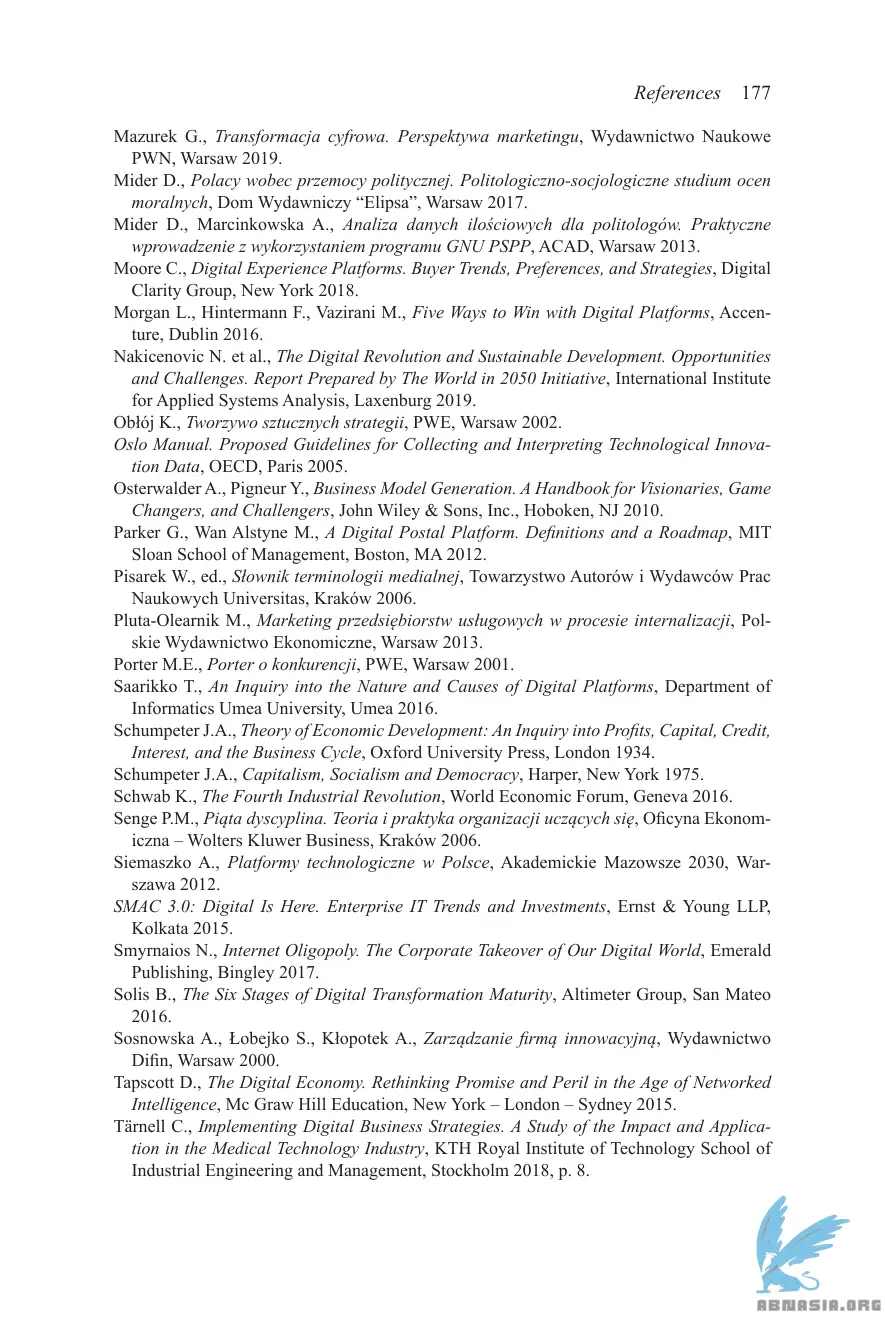 References 177
Mazurek G., Transformacja cyfrowa. Perspektywa marketingu, Wydawnictwo Naukowe
PWN, Warsaw 2019.
Mider D., Polacy wobec przemocy politycznej. Politologiczno-socjologiczne studium ocen
moralnych, Dom Wydawniczy “Elipsa”, Warsaw 2017.
Mider D., Marcinkowska A., Analiza danych ilościowych dla politologów. Praktyczne
wprowadzenie z wykorzystaniem programu GNU PSPP, ACAD, Warsaw 2013.
Moore C., Digital Experience Platforms. Buyer Trends, Preferences, and Strategies, Digital
Clarity Group, New York 2018.
Morgan L., Hintermann F., Vazirani M., Five Ways to Win with Digital Platforms, Accen-
ture, Dublin 2016.
Nakicenovic N. et al., The Digital Revolution and Sustainable Development. Opportunities
and Challenges. Report Prepared by The World in 2050 Initiative, International Institute
for Applied Systems Analysis, Laxenburg 2019.
Obłój K., Tworzywo sztucznych strategii, PWE, Warsaw 2002.
Oslo Manual. Proposed Guidelines for Collecting and Interpreting Technological Innova-
tion Data, OECD, Paris 2005.
Osterwalder A., Pigneur Y., Business Model Generation. A Handbook for Visionaries, Game
Changers, and Challengers, John Wiley & Sons, Inc., Hoboken, NJ 2010.
Parker G., Wan Alstyne M., A Digital Postal Platform. Definitions and a Roadmap, MIT
Sloan School of Management, Boston, MA 2012.
Pisarek W., ed., Słownik terminologii medialnej, Towarzystwo Autorów i Wydawców Prac
Naukowych Universitas, Kraków 2006.
Pluta-Olearnik M., Marketing przedsiębiorstw usługowych w procesie internalizacji, Pol-
skie Wydawnictwo Ekonomiczne, Warsaw 2013.
Porter M.E., Porter o konkurencji, PWE, Warsaw 2001.
Saarikko T., An Inquiry into the Nature and Causes of Digital Platforms, Department of
Informatics Umea University, Umea 2016.
Schumpeter J.A., Theory of Economic Development: An Inquiry into Profits, Capital, Credit,
Interest, and the Business Cycle, Oxford University Press, London 1934.
Schumpeter J.A., Capitalism, Socialism and Democracy, Harper, New York 1975.
Schwab K., The Fourth Industrial Revolution, World Economic Forum, Geneva 2016.
Senge P.M., Piąta dyscyplina. Teoria i praktyka organizacji uczących się, Oficyna Ekonom-
iczna – Wolters Kluwer Business, Kraków 2006.
Siemaszko A., Platformy technologiczne w Polsce, Akademickie Mazowsze 2030, War-
szawa 2012.
SMAC 3.0: Digital Is Here. Enterprise IT Trends and Investments, Ernst & Young LLP,
Kolkata 2015.
Smyrnaios N., Internet Oligopoly. The Corporate Takeover of Our Digital World, Emerald
Publishing, Bingley 2017.
Solis B., The Six Stages of Digital Transformation Maturity, Altimeter Group, San Mateo
2016.
Sosnowska A., Łobejko S., Kłopotek A., Zarządzanie firmą innowacyjną, Wydawnictwo
Difin, Warsaw 2000.
Tapscott D., The Digital Economy. Rethinking Promise and Peril in the Age of Networked
Intelligence, Mc Graw Hill Education, New York – London – Sydney 2015.
Tärnell C., Implementing Digital Business Strategies. A Study of the Impact and Applica-
tion in the Medical Technology Industry, KTH Royal Institute of Technology School of
Industrial Engineering and Management, Stockholm 2018, p. 8.
ABNASIA.ORG